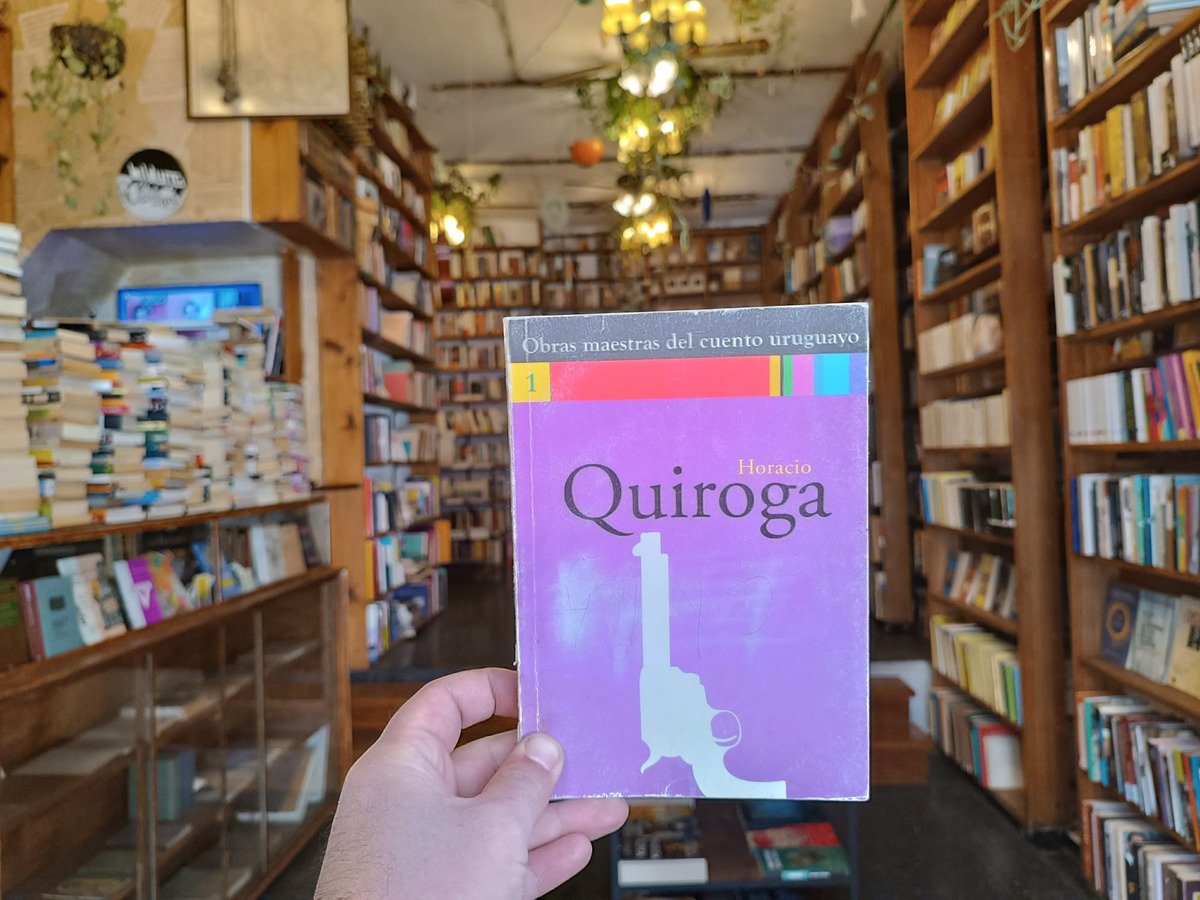 Obras maestras del cuento uruguayo
1
Horacio
Quiroga